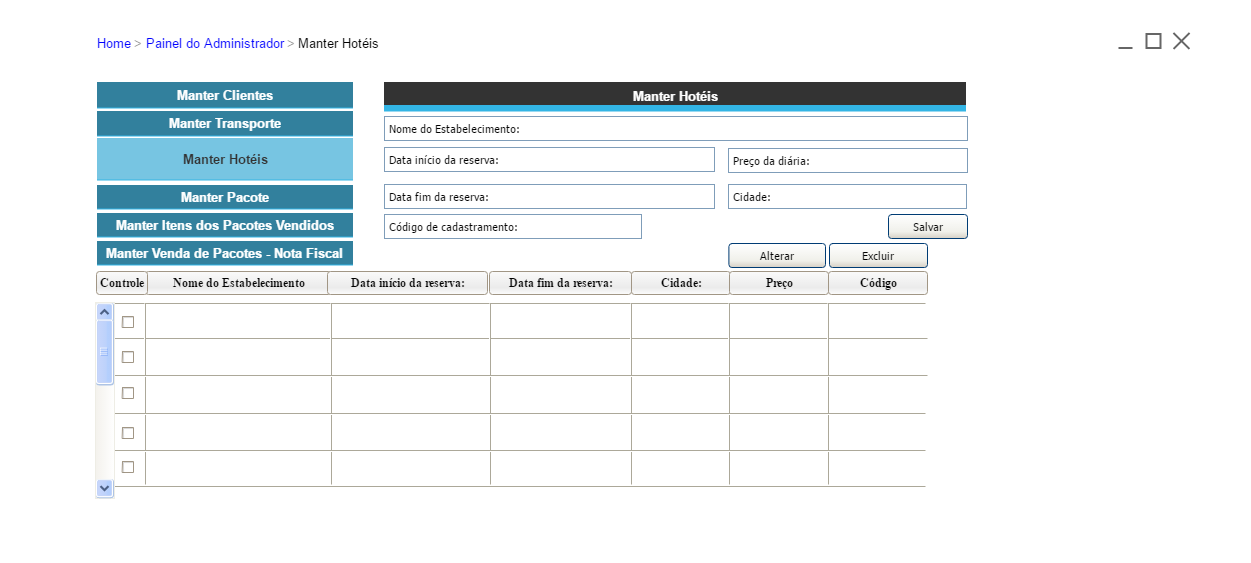 Home > Painel do Administrador > Manter Hotéis
Manter Clientes
Manter Transporte
Manter Hotéis
Manter Pacote
Manter Itens dos Pacotes Vendidos
Manter Venda de Pacotes - Nota Fiscal
Manter Hotéis
Nome do Estabelecimento:
Data início da reserva:
Preço da diária:
Data fim da reserva:
Cidade:
Código de cadastramento:
Salvar
Alterar
Excluir
Controle Nome do Estabelecimento Data início da reserva: Data fim da reserva: Cidade: Preço Código